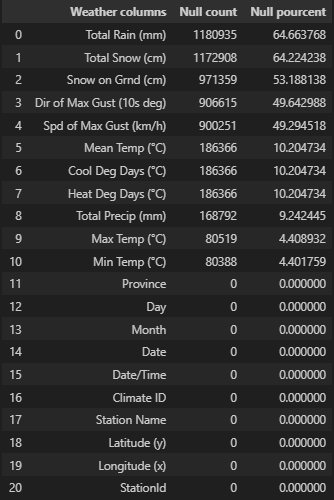 Weather columns Null count Null pourcent
0 Total Rain (mm) 1180935 64.663768
1 Total Snow (cm) 1172908 64.224238
2 Snow on Grnd (cm) 971359 53.188138
3 Dir of Max Gust (10s deg) 906615 49.642988
4 Spd of Max Gust (km/h) 900251 49.294518
5 Mean Temp (°C) 186366 10.204734
6 Cool Deg Days (°C) 186366 10.204734
7 Heat Deg Days (°C) 186366 10.204734
8 Total Precip (mm) 168792 9.242445
9 Max Temp (°C) 80519 4.408932
10 Min Temp (°C) 80388 4.401759
11 Province 0 0.000000
12 Day 0 0.000000
13 Month 0 0.000000
14 Date 0 0.000000
15 Date/Time 0 0.000000
16 Climate ID 0 0.000000
17 Station Name 0 0.000000
18 Latitude (y) 0 0.000000
19 Longitude (x) 0 0.000000
20 StationId 0 0.000000